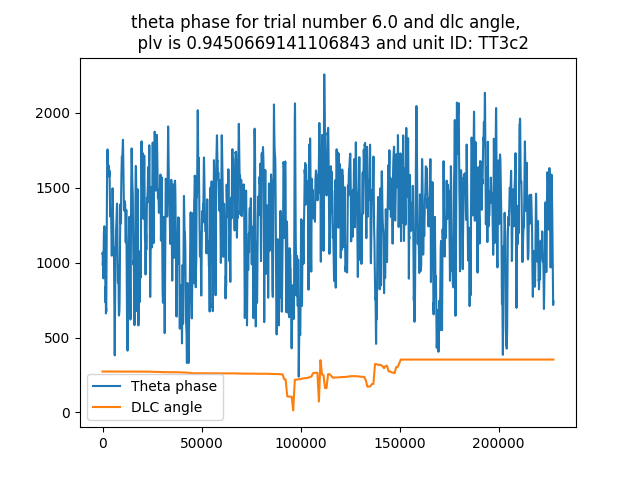 theta phase for trial number 6.0 and dlc angle,
plv is 0.9450669141106843 and unit ID: TT3c2
2000
1500
1000
500
0
Theta phase
DLC angle
0
50000
100000
150000
200000